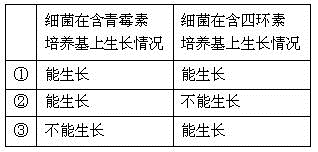 细菌在含青霉素 细菌在含四环素
培养基上生长情况 培养基上生长情况
① 能生长 能生长
② 能生长 不能生长
③ 不能生长 能生长